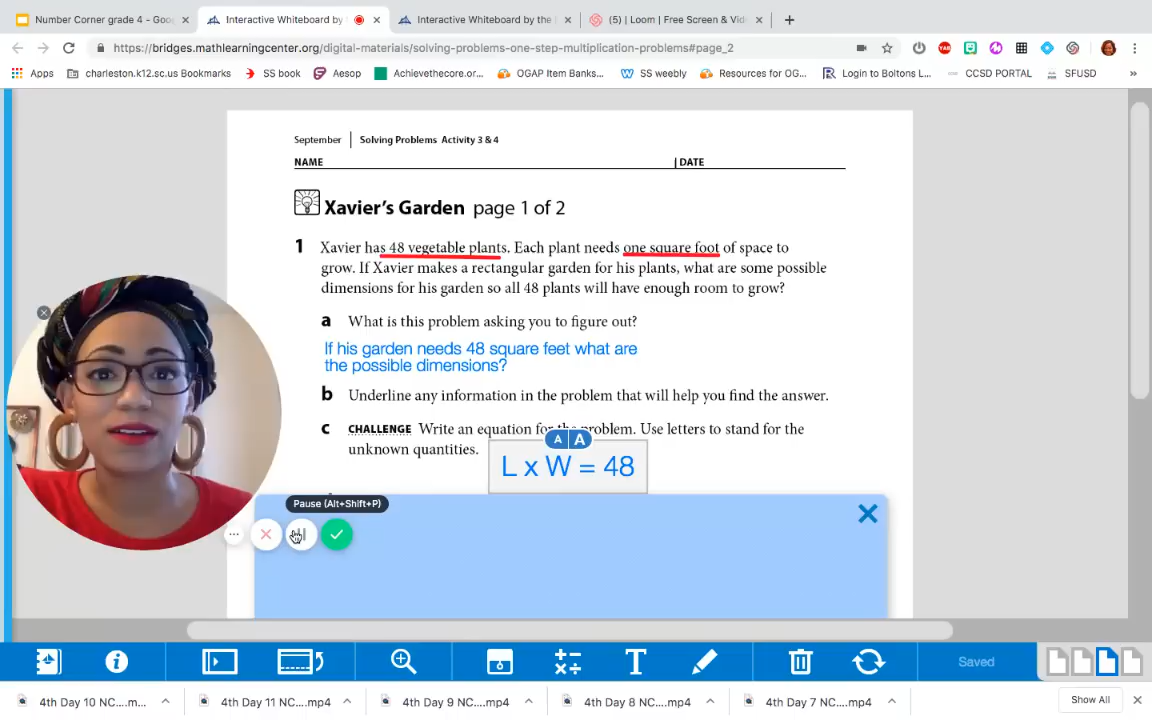 Number Corner grade 4 - Goo
Interactive Whiteboard by
Interactive Whiteboard by the
(5) | Loom | Free Screen & Vide
https://bridges.mathlearningcenter.org/digital-materials/solving-problems-one-step-multiplication-problems#page_2
Apps charleston.k12.sc.us Bookmarks SS book Aesop Achievethecore.or... OGAP Item Banks... SS weebly Resources for OG... Login to Boltons L... CCSD PORTAL SFUSD »
September | Solving Problems Activity 3 & 4
NAME | DATE
Xavier's Garden page 1 of 2
1 Xavier has 48 vegetable plants. Each plant needs one square foot of space to
grow. If Xavier makes a rectangular garden for his plants, what are some possible
dimensions for his garden so all 48 plants will have enough room to grow?
a What is this problem asking you to figure out?
If his garden needs 48 square feet what are
the possible dimensions?
b Underline any information in the problem that will help you find the answer.
c CHALLENGE Write an equation for the problem. Use letters to stand for the
unknown quantities.
A A
L x W = 48
Pause (Alt+Shift+P)
Saved
4th Day 10 NC....m...
4th Day 11 NC....mp4
4th Day 9 NC....mp4
4th Day 8 NC....mp4
4th Day 7 NC....mp4
Show All